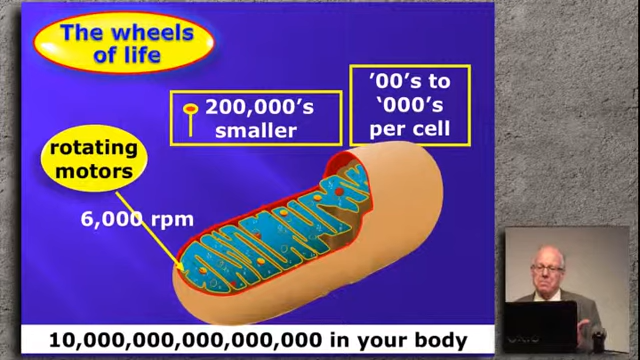 The wheels
of life
200,000's
smaller
'00's to
'000's
per cell
rotating
motors
6,000 rpm
10,000,000,000,000,000 in your body